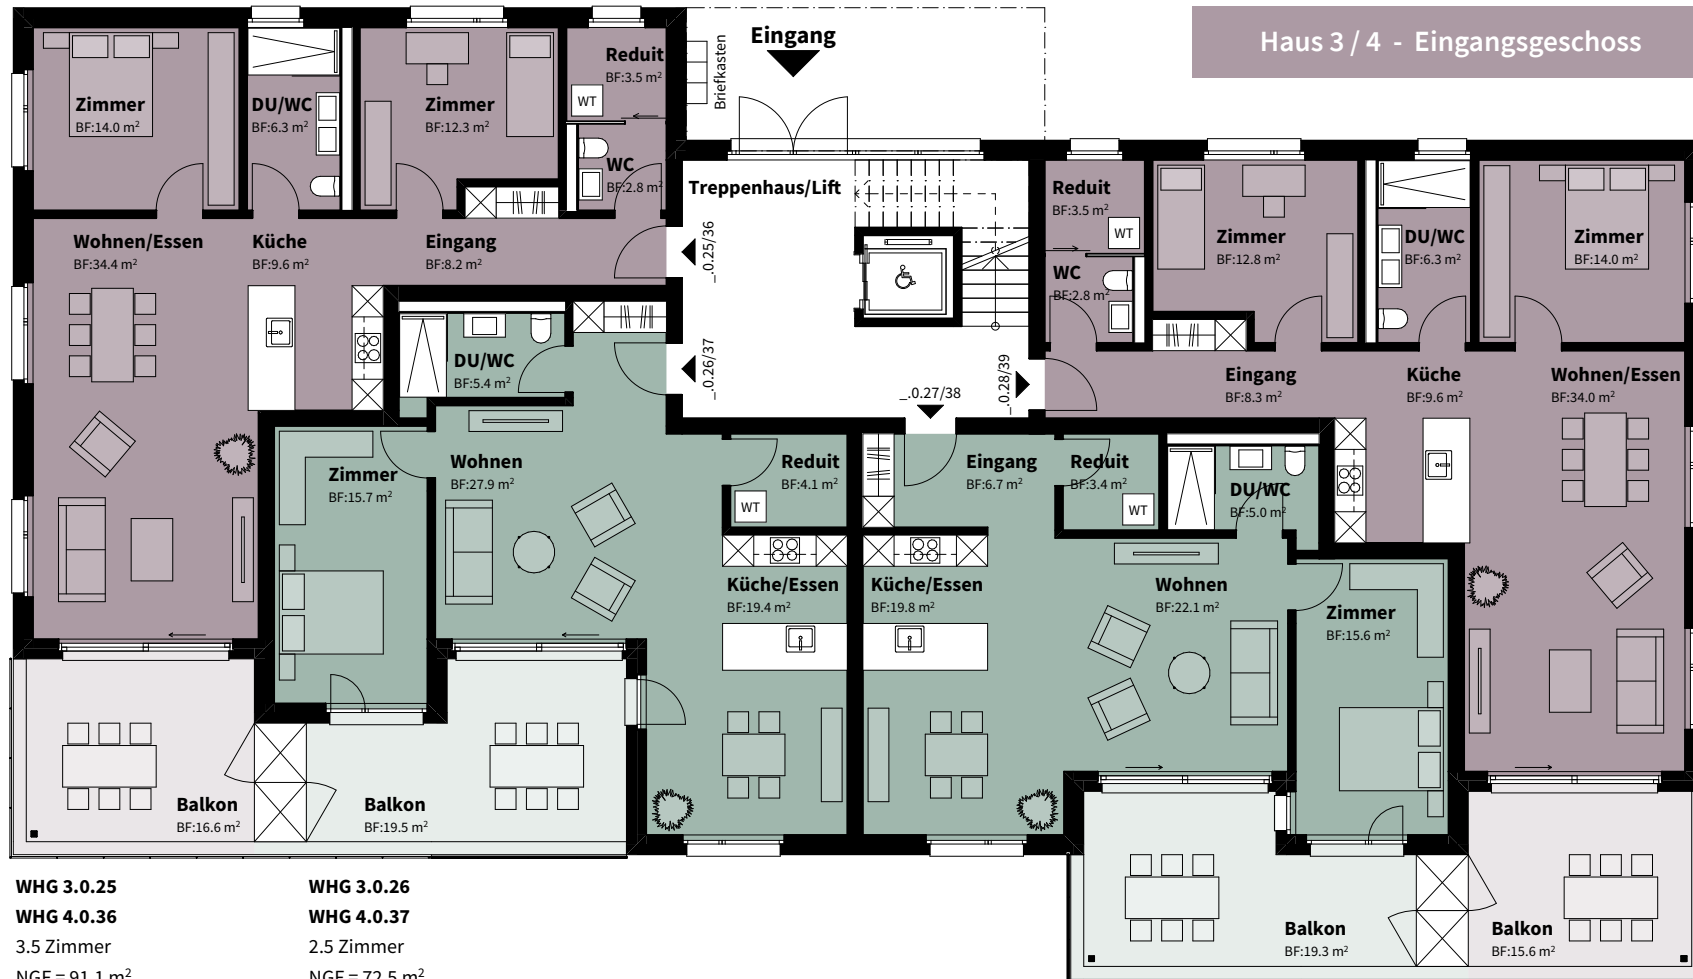 Haus 3 / 4 - Eingangsgeschoss
Eingang
Briefkasten
Zimmer
BF:14.0 m²
DU/WC
BF:6.3 m²
Zimmer
BF:12.3 m²
Reduit
BF:3.5 m²
WT
WC
BF:2.8 m²
Treppenhaus/Lift
Reduit
BF:3.5 m²
WT
WC
BF:2.8 m²
Zimmer
BF:12.8 m²
DU/WC
BF:6.3 m²
Zimmer
BF:14.0 m²
Wohnen/Essen
BF:34.4 m²
Küche
BF:9.6 m²
Eingang
BF:8.2 m²
_.0.25/36
_.0.26/37
_.0.27/38
_.0.28/39
DU/WC
BF:5.4 m²
Eingang
BF:8.3 m²
Küche
BF:9.6 m²
Wohnen/Essen
BF:34.0 m²
Zimmer
BF:15.7 m²
Wohnen
BF:27.9 m²
Reduit
BF:4.1 m²
WT
Eingang
BF:6.7 m²
Reduit
BF:3.4 m²
WT
DU/WC
BF:5.0 m²
Küche/Essen
BF:19.4 m²
Küche/Essen
BF:19.8 m²
Wohnen
BF:22.1 m²
Zimmer
BF:15.6 m²
Balkon
BF:16.6 m²
Balkon
BF:19.5 m²
Balkon
BF:19.3 m²
Balkon
BF:15.6 m²
WHG 3.0.25
WHG 4.0.36
3.5 Zimmer
NGF = 91.1 m²
WHG 3.0.26
WHG 4.0.37
2.5 Zimmer
NGF = 72.5 m²